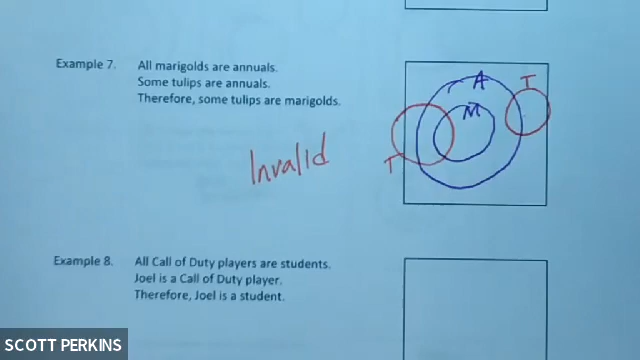 Example 7. All marigolds are annuals.
Some tulips are annuals.
Therefore, some tulips are marigolds.
A
T
M
T
Invalid
Example 8. All Call of Duty players are students.
Joel is a Call of Duty player.
Therefore, Joel is a student.
SCOTT PERKINS